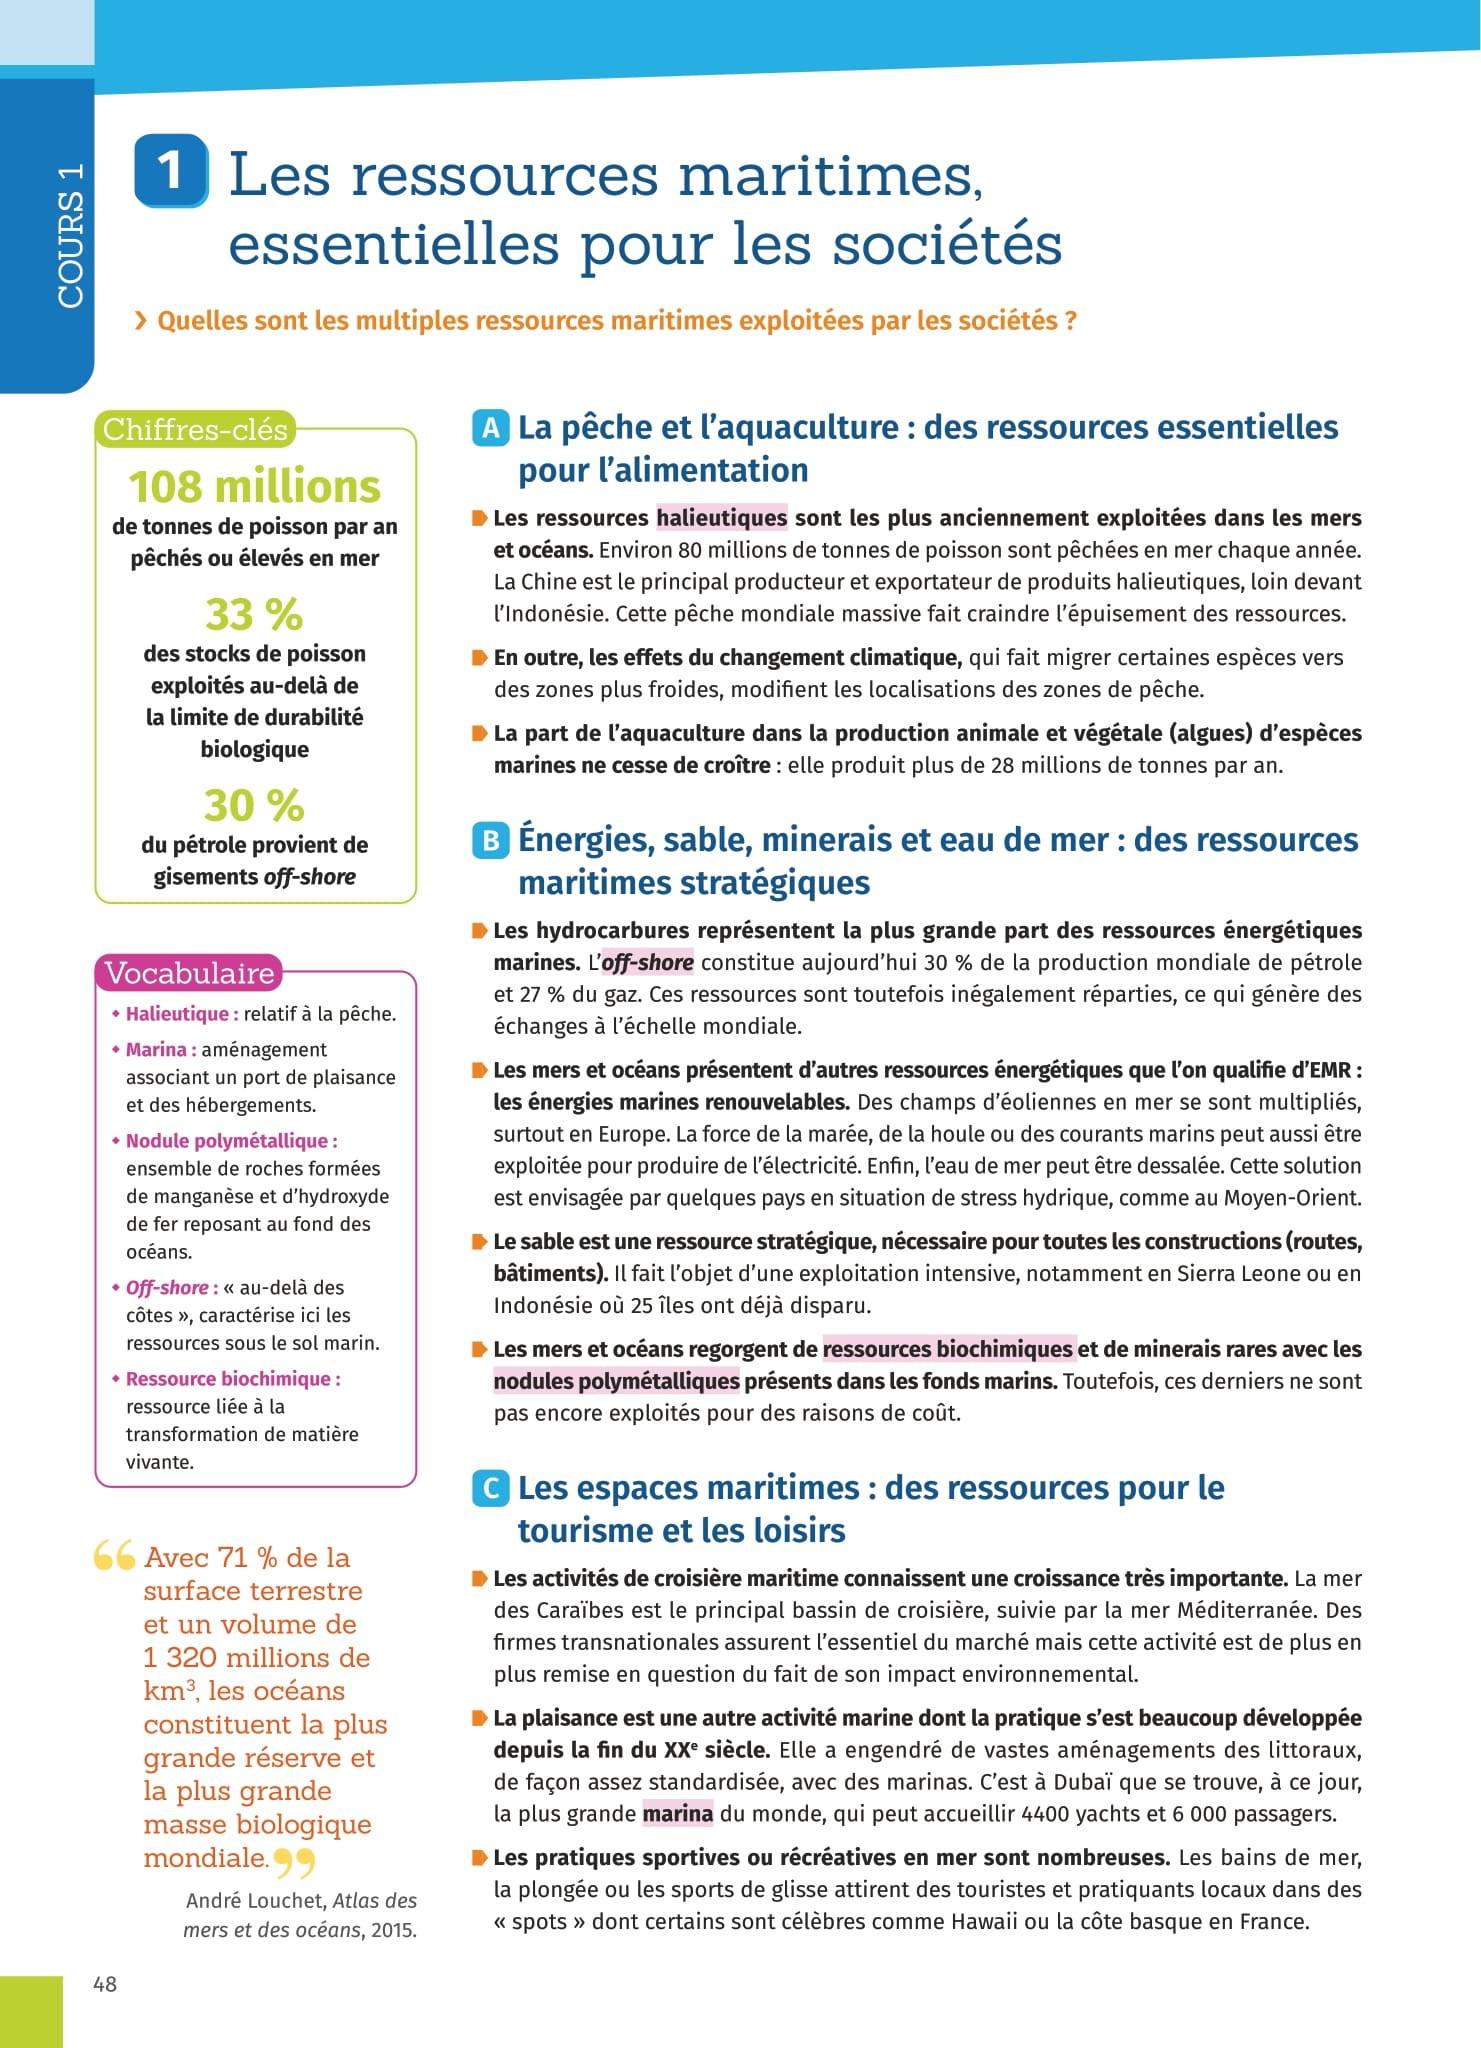 COURS 1
1 Les ressources maritimes,
essentielles pour les sociétés
› Quelles sont les multiples ressources maritimes exploitées par les sociétés ?
Chiffres-clés
108 millions
de tonnes de poisson par an
pêchés ou élevés en mer
33 %
des stocks de poisson
exploités au-delà de
la limite de durabilité
biologique
30 %
du pétrole provient de
gisements off-shore
Vocabulaire
• Halieutique : relatif à la pêche.
• Marina : aménagement
associant un port de plaisance
et des hébergements.
• Nodule polymétallique :
ensemble de roches formées
de manganèse et d’hydroxyde
de fer reposant au fond des
océans.
• Off-shore : « au-delà des
côtes », caractérise ici les
ressources sous le sol marin.
• Ressource biochimique :
ressource liée à la
transformation de matière
vivante.
“ Avec 71 % de la
surface terrestre
et un volume de
1 320 millions de
km³, les océans
constituent la plus
grande réserve et
la plus grande
masse biologique
mondiale. ”
André Louchet, Atlas des
mers et des océans, 2015.
A La pêche et l’aquaculture : des ressources essentielles
pour l’alimentation
Les ressources halieutiques sont les plus anciennement exploitées dans les mers
et océans. Environ 80 millions de tonnes de poisson sont pêchées en mer chaque année.
La Chine est le principal producteur et exportateur de produits halieutiques, loin devant
l’Indonésie. Cette pêche mondiale massive fait craindre l’épuisement des ressources.
En outre, les effets du changement climatique, qui fait migrer certaines espèces vers
des zones plus froides, modifient les localisations des zones de pêche.
La part de l’aquaculture dans la production animale et végétale (algues) d’espèces
marines ne cesse de croître : elle produit plus de 28 millions de tonnes par an.
B Énergies, sable, minerais et eau de mer : des ressources
maritimes stratégiques
Les hydrocarbures représentent la plus grande part des ressources énergétiques
marines. L’off-shore constitue aujourd’hui 30 % de la production mondiale de pétrole
et 27 % du gaz. Ces ressources sont toutefois inégalement réparties, ce qui génère des
échanges à l’échelle mondiale.
Les mers et océans présentent d’autres ressources énergétiques que l’on qualifie d’EMR :
les énergies marines renouvelables. Des champs d’éoliennes en mer se sont multipliés,
surtout en Europe. La force de la marée, de la houle ou des courants marins peut aussi être
exploitée pour produire de l’électricité. Enfin, l’eau de mer peut être dessalée. Cette solution
est envisagée par quelques pays en situation de stress hydrique, comme au Moyen-Orient.
Le sable est une ressource stratégique, nécessaire pour toutes les constructions (routes,
bâtiments). Il fait l’objet d’une exploitation intensive, notamment en Sierra Leone ou en
Indonésie où 25 îles ont déjà disparu.
Les mers et océans regorgent de ressources biochimiques et de minerais rares avec les
nodules polymétalliques présents dans les fonds marins. Toutefois, ces derniers ne sont
pas encore exploités pour des raisons de coût.
C Les espaces maritimes : des ressources pour le
tourisme et les loisirs
Les activités de croisière maritime connaissent une croissance très importante. La mer
des Caraïbes est le principal bassin de croisière, suivie par la mer Méditerranée. Des
firmes transnationales assurent l’essentiel du marché mais cette activité est de plus en
plus remise en question du fait de son impact environnemental.
La plaisance est une autre activité marine dont la pratique s’est beaucoup développée
depuis la fin du XXᵉ siècle. Elle a engendré de vastes aménagements des littoraux,
de façon assez standardisée, avec des marinas. C’est à Dubaï que se trouve, à ce jour,
la plus grande marina du monde, qui peut accueillir 4400 yachts et 6 000 passagers.
Les pratiques sportives ou récréatives en mer sont nombreuses. Les bains de mer,
la plongée ou les sports de glisse attirent des touristes et pratiquants locaux dans des
« spots » dont certains sont célèbres comme Hawaii ou la côte basque en France.
48